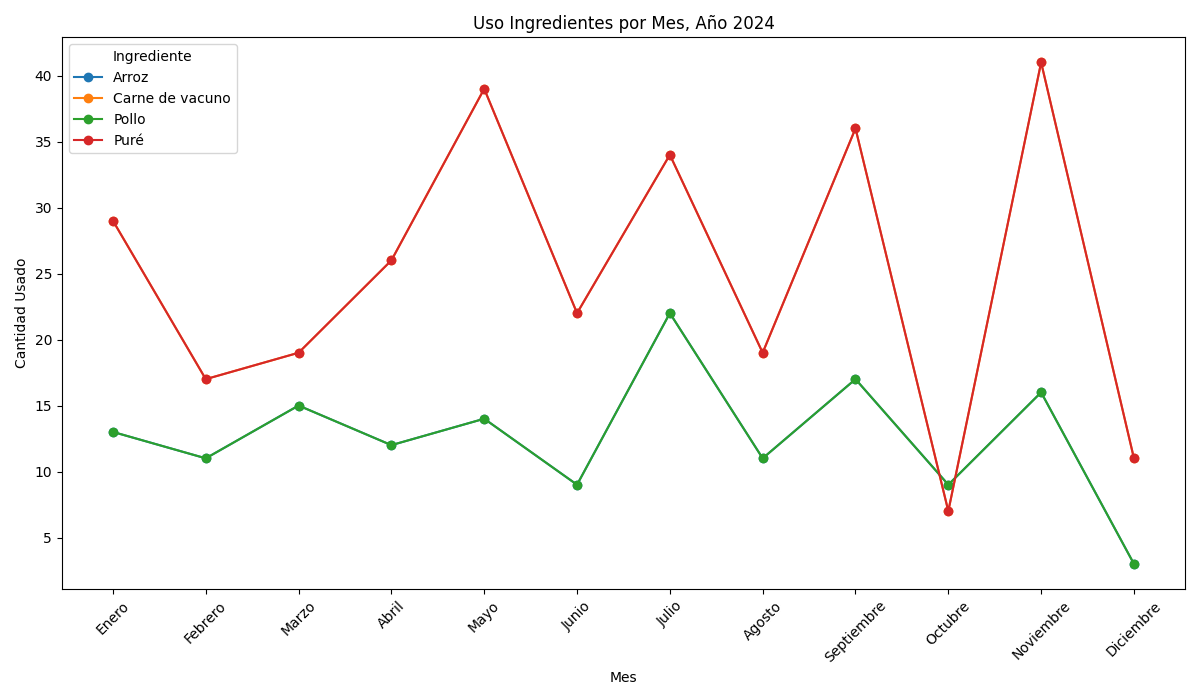 Uso Ingredientes por Mes, Año 2024
Ingrediente
Arroz
Carne de vacuno
Pollo
Puré
Cantidad Usado
40
35
30
25
20
15
10
5
Enero
Febrero
Marzo
Abril
Mayo
Junio
Julio
Agosto
Septiembre
Octubre
Noviembre
Diciembre
Mes